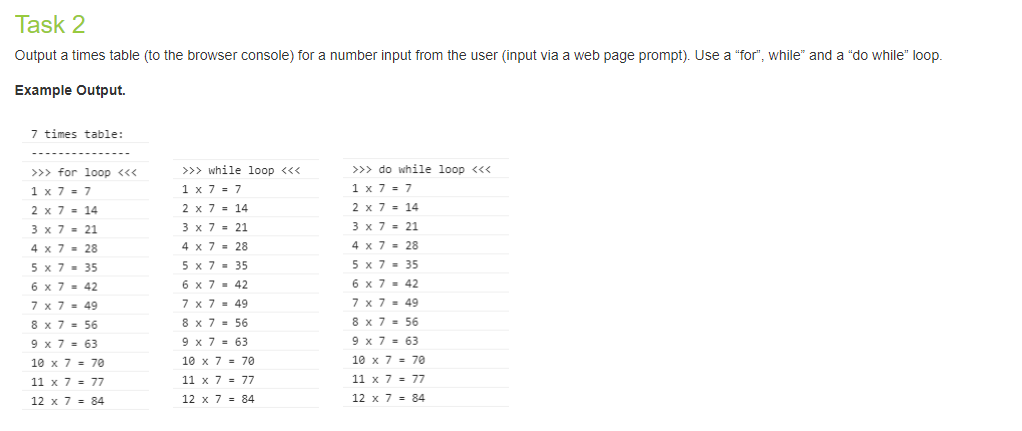 Task 2
Output a times table (to the browser console) for a number input from the user (input via a web page prompt). Use a “for”, while” and a “do while” loop.
Example Output.
7 times table:
---------------
>>> for loop <<<
1 x 7 = 7
2 x 7 = 14
3 x 7 = 21
4 x 7 = 28
5 x 7 = 35
6 x 7 = 42
7 x 7 = 49
8 x 7 = 56
9 x 7 = 63
10 x 7 = 70
11 x 7 = 77
12 x 7 = 84
>>> while loop <<<
1 x 7 = 7
2 x 7 = 14
3 x 7 = 21
4 x 7 = 28
5 x 7 = 35
6 x 7 = 42
7 x 7 = 49
8 x 7 = 56
9 x 7 = 63
10 x 7 = 70
11 x 7 = 77
12 x 7 = 84
>>> do while loop <<<
1 x 7 = 7
2 x 7 = 14
3 x 7 = 21
4 x 7 = 28
5 x 7 = 35
6 x 7 = 42
7 x 7 = 49
8 x 7 = 56
9 x 7 = 63
10 x 7 = 70
11 x 7 = 77
12 x 7 = 84